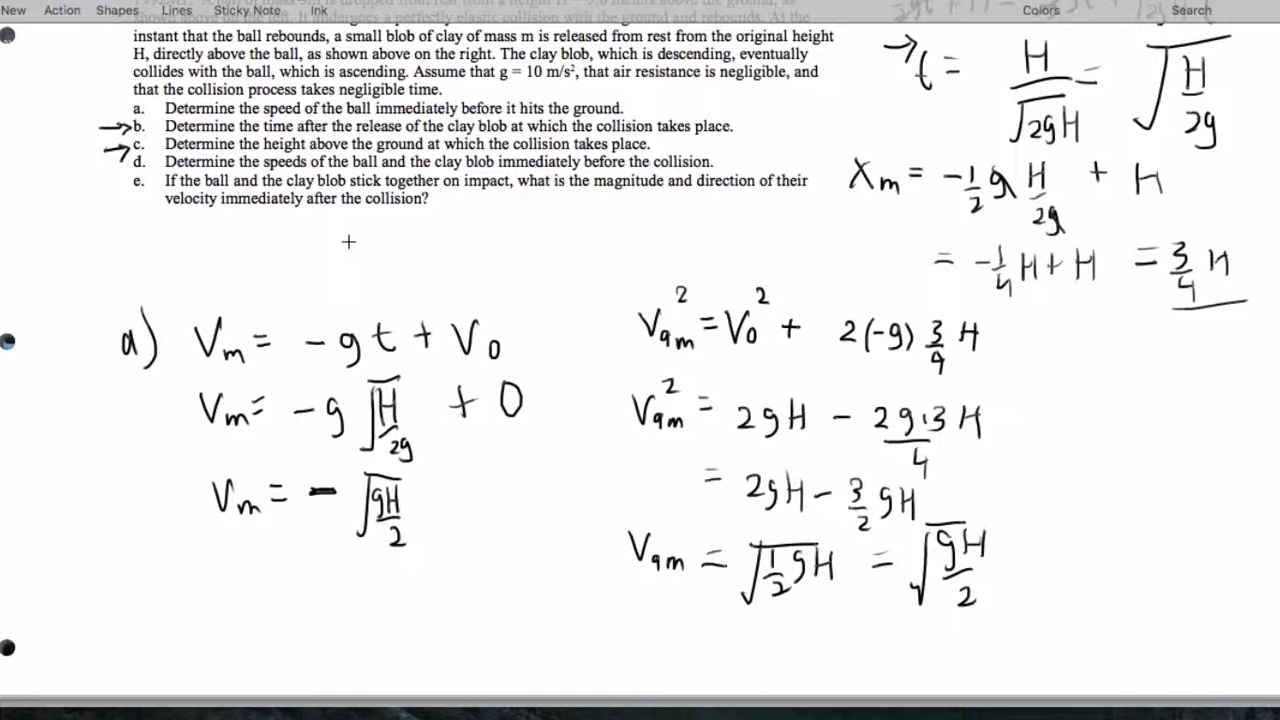 New Action Shapes Lines Sticky Note Ink Colors Search
instant that the ball rebounds, a small blob of clay of mass m is released from rest from the original height
H, directly above the ball, as shown above on the right. The clay blob, which is descending, eventually
collides with the ball, which is ascending. Assume that g = 10 m/s², that air resistance is negligible, and
that the collision process takes negligible time.
a. Determine the speed of the ball immediately before it hits the ground.
b. Determine the time after the release of the clay blob at which the collision takes place.
c. Determine the height above the ground at which the collision takes place.
d. Determine the speeds of the ball and the clay blob immediately before the collision.
e. If the ball and the clay blob stick together on impact, what is the magnitude and direction of their
velocity immediately after the collision?
→ t = H/√2gH = √H/2g
Xm = -1/2 g H/2g + H
= -1/4 H + H = 3/4 H
a) Vm = -gt + V0
Vm = -g √H/2g + 0
Vm = - √gH/2
V9m² = V0² + 2(-g) 3/4 H
V9m² = 2gH - 2g·3H/4
= 2gH - 3/2 gH
V9m = √1/2 gH = √gH/2